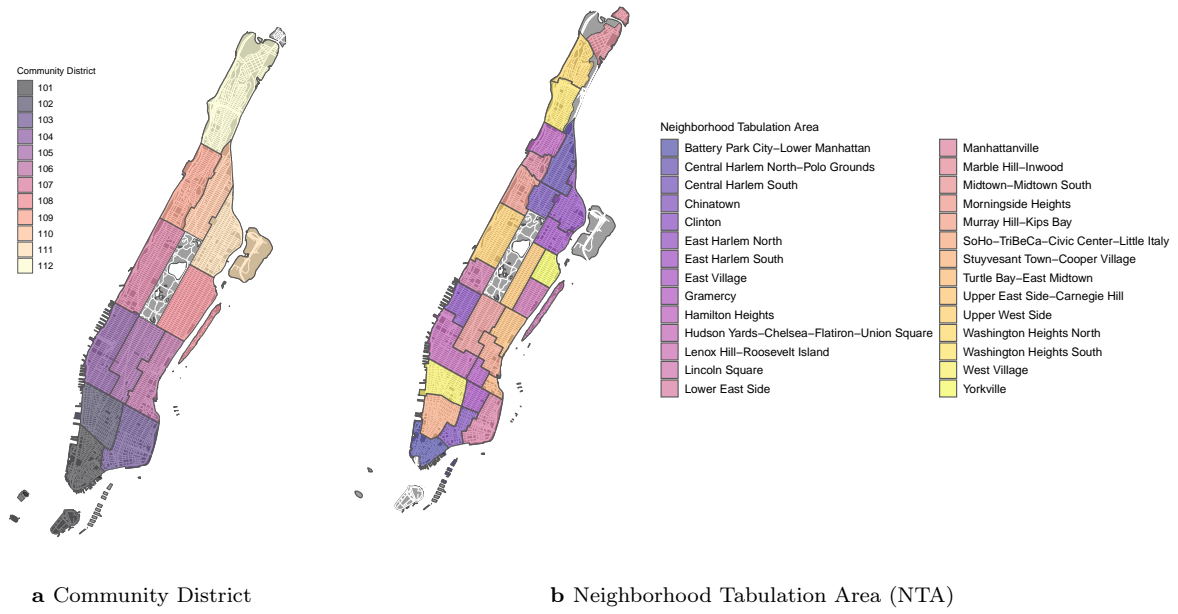 Community District
101
102
103
104
105
106
107
108
109
110
111
112
Neighborhood Tabulation Area
Battery Park City−Lower Manhattan
Central Harlem North−Polo Grounds
Central Harlem South
Chinatown
Clinton
East Harlem North
East Harlem South
East Village
Gramercy
Hamilton Heights
Hudson Yards−Chelsea−Flatiron−Union Square
Lenox Hill−Roosevelt Island
Lincoln Square
Lower East Side
Manhattanville
Marble Hill−Inwood
Midtown−Midtown South
Morningside Heights
Murray Hill−Kips Bay
SoHo−TriBeCa−Civic Center−Little Italy
Stuyvesant Town−Cooper Village
Turtle Bay−East Midtown
Upper East Side−Carnegie Hill
Upper West Side
Washington Heights North
Washington Heights South
West Village
Yorkville
a Community District
b Neighborhood Tabulation Area (NTA)